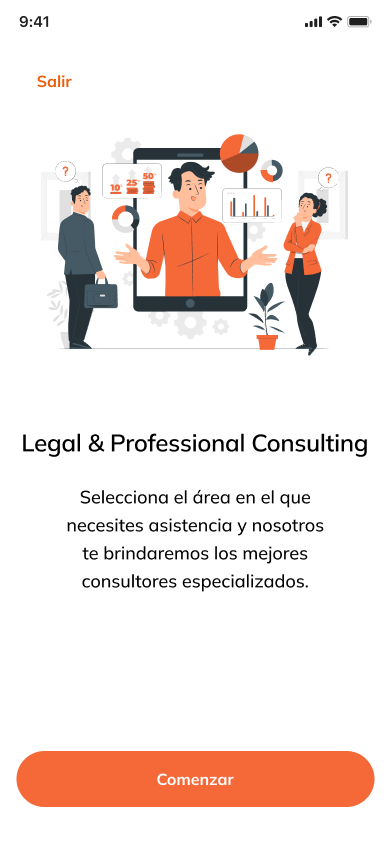 9:41
Salir
?
?
10
25
50
Legal & Professional Consulting
Selecciona el área en el que
necesites asistencia y nosotros
te brindaremos los mejores
consultores especializados.
Comenzar